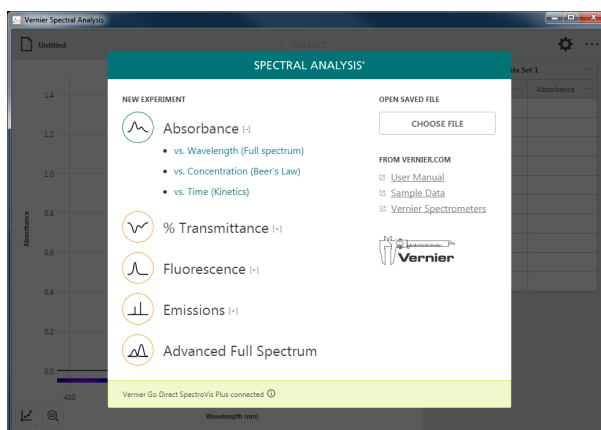 Vernier Spectral Analysis
Untitled
COLLECT
SPECTRAL ANALYSIS®
ta Set 1
Absorbance
NEW EXPERIMENT
Absorbance [-]
• vs. Wavelength (Full spectrum)
• vs. Concentration (Beer's Law)
• vs. Time (Kinetics)
% Transmittance [+]
Fluorescence [+]
Emissions [+]
Advanced Full Spectrum
OPEN SAVED FILE
CHOOSE FILE
FROM VERNIER.COM
User Manual
Sample Data
Vernier Spectrometers
Vernier
Vernier Go Direct SpectroVis Plus connected
Absorbance
1.4
1.2
1.0
0.8
0.6
0.4
0.2
0.0
400
Wavelength (nm)